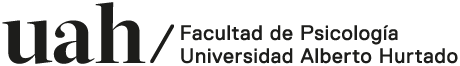 uah/
Facultad de Psicología
Universidad Alberto Hurtado